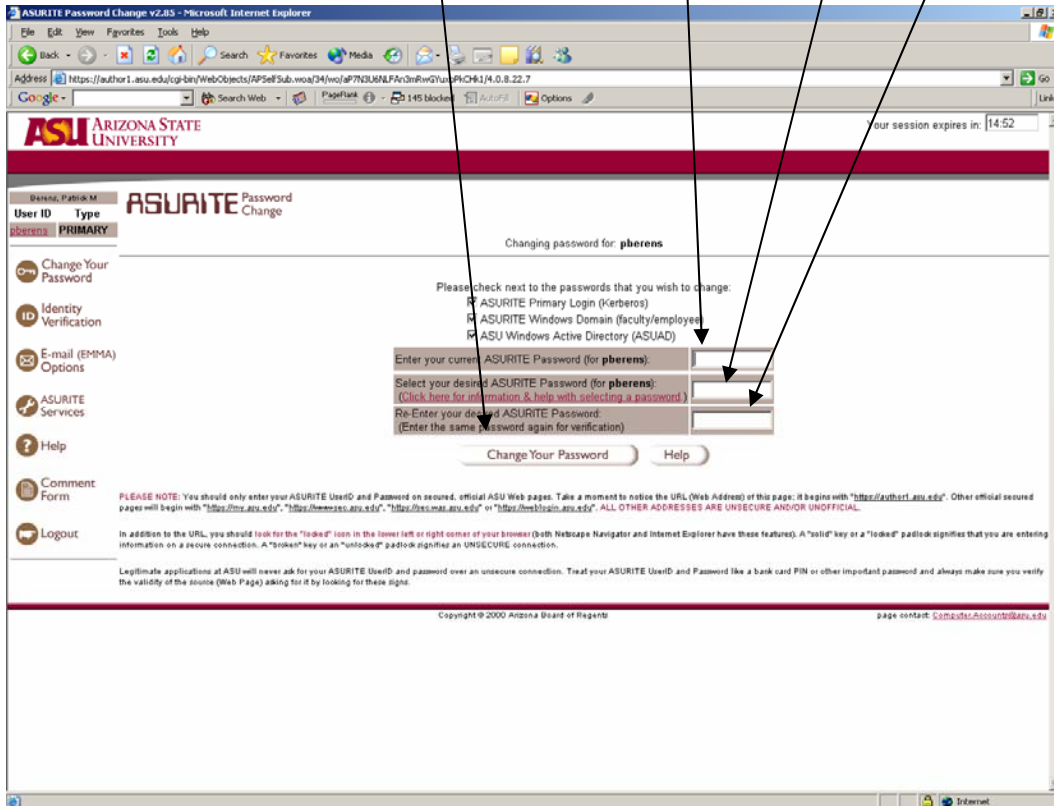 ASURITE Password Change v2.85 - Microsoft Internet Explorer
File Edit View Favorites Tools Help
Back Search Favorites Media
Address https://author1.asu.edu/cgi-bin/WebObjects/APSelfSub.woa/34/wo/ Go
Google Search Web PageRank 145 blocked AutoFill Options Link
ASU ARIZONA STATE UNIVERSITY
Your session expires in: 14:52
Berens, Patrick M
User ID Type
pberens PRIMARY
ASURITE Password Change
Changing password for: pberens
Change Your Password
Identity Verification
E-mail (EMMA) Options
ASURITE Services
Help
Comment Form
Logout
Please check next to the passwords that you wish to change:
ASURITE Primary Login (Kerberos)
ASURITE Windows Domain (faculty/employee)
ASU Windows Active Directory (ASUAD)
Enter your current ASURITE Password (for pberens):
Select your desired ASURITE Password (for pberens):
(Click here for information & help with selecting a password )
Re-Enter your desired ASURITE Password:
(Enter the same password again for verification)
Change Your Password Help
PLEASE NOTE: You should only enter your ASURITE UserID and Password on secured, official ASU Web pages. Take a moment to notice the URL (Web Address) of this page; it begins with "https://author1.asu.edu". Other official secured
pages will begin with "https://my.asu.edu", "https://www.sec.asu.edu", "https://sec.was.asu.edu" or "https://weblogin.asu.edu". ALL OTHER ADDRESSES ARE UNSECURE AND/OR UNOFFICIAL.
In addition to the URL, you should look for the "locked" icon in the lower left or right corner of your browser (both Netscape Navigator and Internet Explorer have these features). A "solid" key or a "locked" padlock signifies that you are entering
information on a secure connection. A "broken" key or an "unlocked" padlock signifies an UNSECURE connection.
Legitimate applications at ASU will never ask for your ASURITE UserID and password over an unsecure connection. Treat your ASURITE UserID and Password like a bank card PIN or other important password and always make sure you verify
the validity of the source (Web Page) asking for it by looking for these signs.
Copyright © 2000 Arizona Board of Regents
page contact: Computer.Accounts@asu.edu
Internet